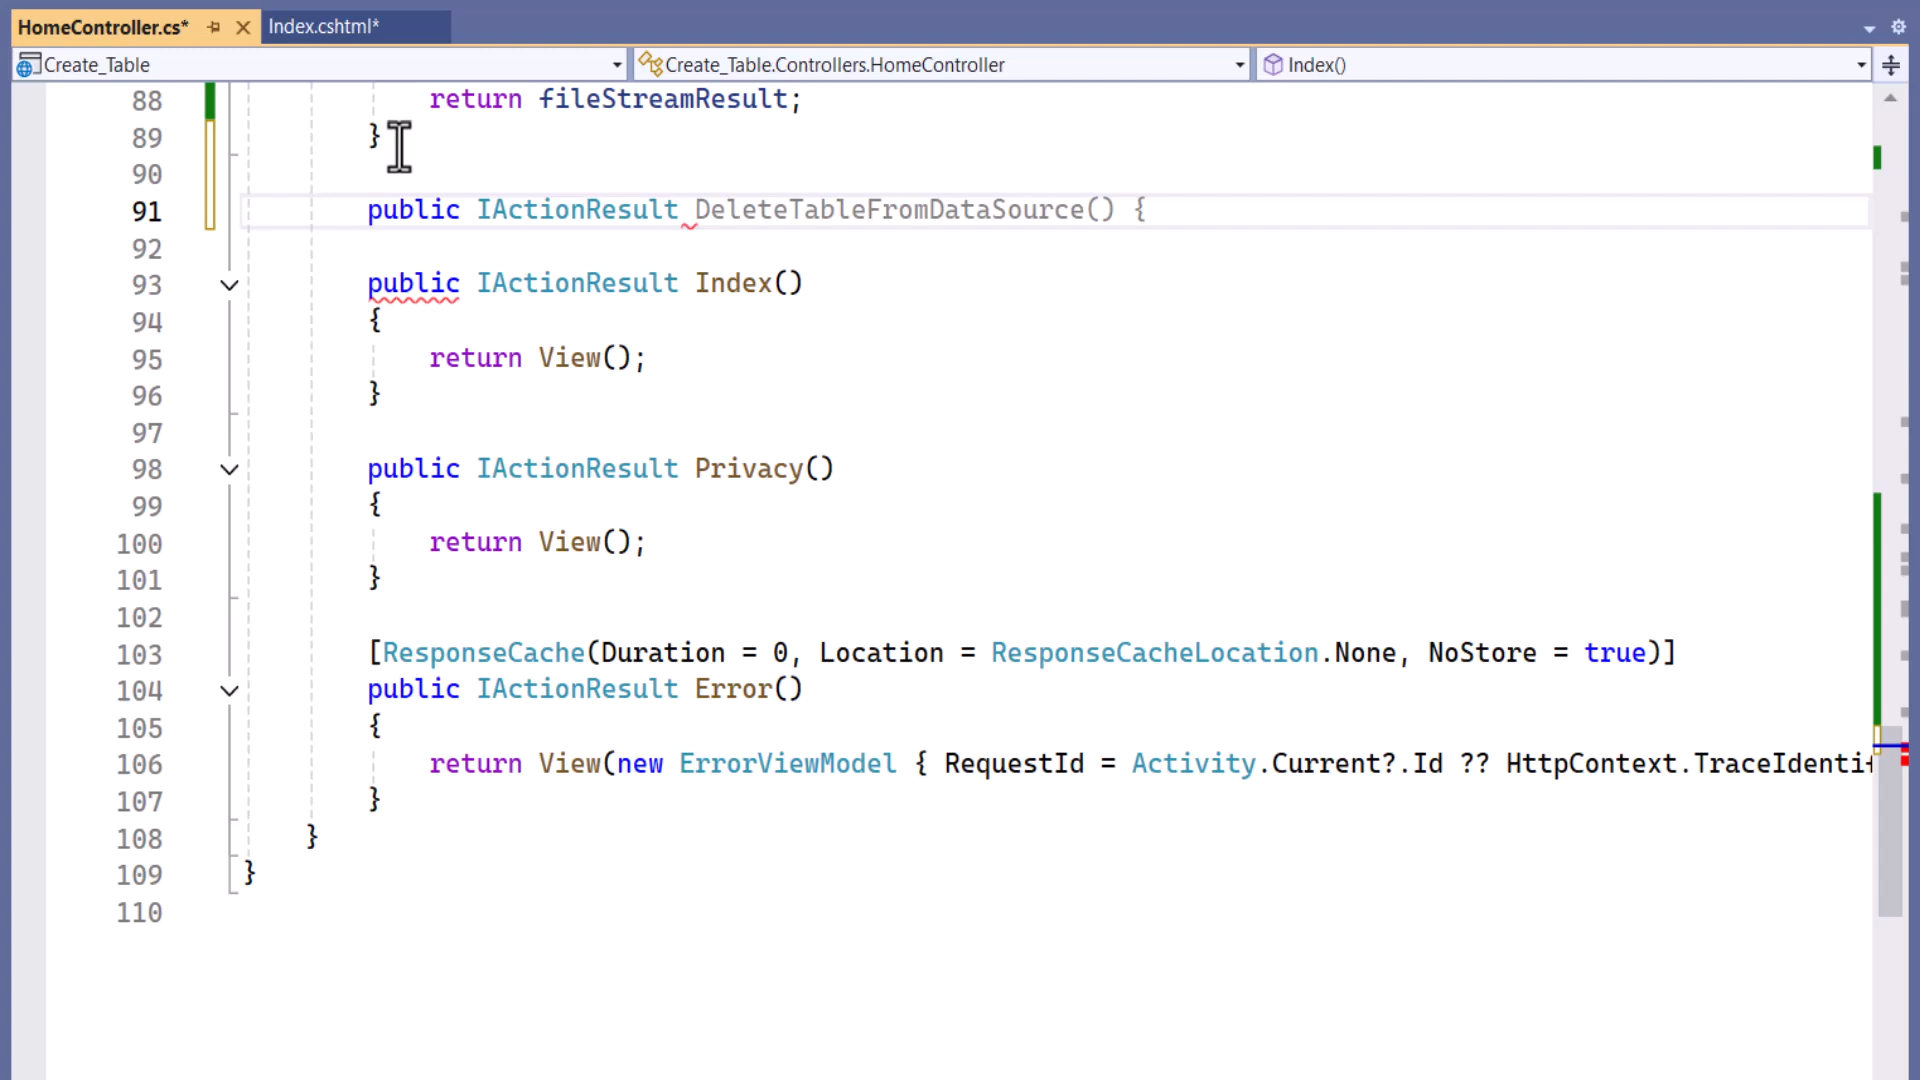 HomeController.cs* Index.cshtml*
Create_Table Create_Table.Controllers.HomeController Index()
88 return fileStreamResult;
89 }
90
91 public IActionResult DeleteTableFromDataSource() {
92
93 public IActionResult Index()
94 {
95 return View();
96 }
97
98 public IActionResult Privacy()
99 {
100 return View();
101 }
102
103 [ResponseCache(Duration = 0, Location = ResponseCacheLocation.None, NoStore = true)]
104 public IActionResult Error()
105 {
106 return View(new ErrorViewModel { RequestId = Activity.Current?.Id ?? HttpContext.TraceIdentif
107 }
108 }
109 }
110